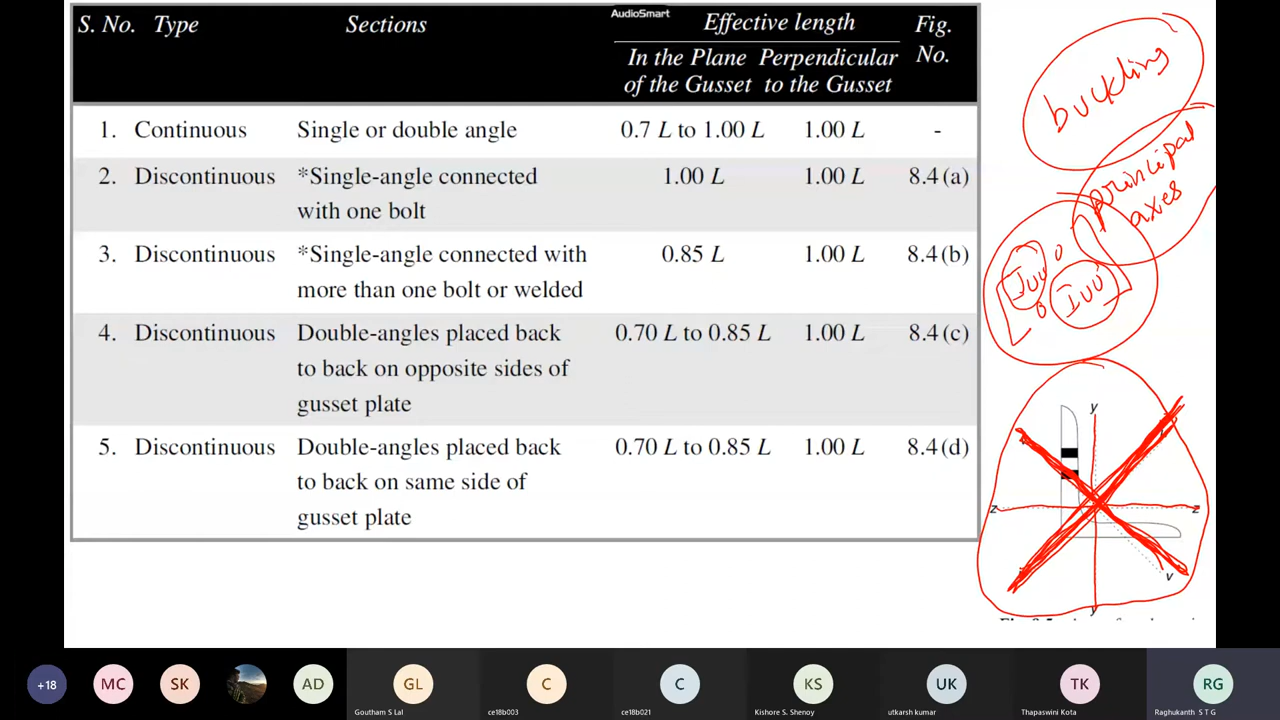 AudioSmart
S. No. Type Sections Effective length Fig. No.
In the Plane of the Gusset Perpendicular to the Gusset
1. Continuous Single or double angle 0.7 L to 1.00 L 1.00 L -
2. Discontinuous *Single-angle connected 1.00 L 1.00 L 8.4 (a)
with one bolt
3. Discontinuous *Single-angle connected with 0.85 L 1.00 L 8.4 (b)
more than one bolt or welded
4. Discontinuous Double-angles placed back 0.70 L to 0.85 L 1.00 L 8.4 (c)
to back on opposite sides of
gusset plate
5. Discontinuous Double-angles placed back 0.70 L to 0.85 L 1.00 L 8.4 (d)
to back on same side of
gusset plate
buckling
principal
axes
y
z z
v
y
+18 MC SK AD GL C C KS UK TK RG
Goutham S Lal ce18b003 ce18b021 Kishore S. Shenoy utkarsh kumar Thapaswini Kota Raghukanth S T G